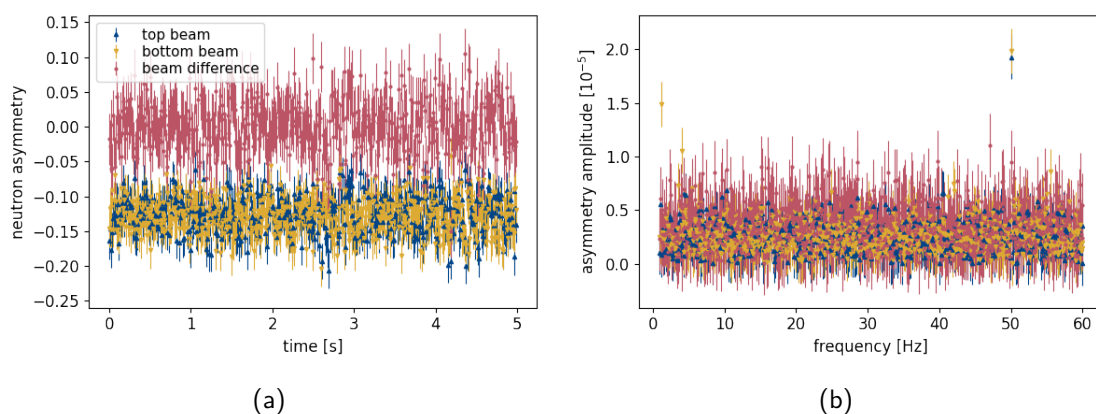 0.15
0.10
0.05
0.00
−0.05
−0.10
−0.15
−0.20
−0.25
neutron asymmetry
top beam
bottom beam
beam difference
0 1 2 3 4 5
time [s]
(a)
2.0
1.5
1.0
0.5
0.0
asymmetry amplitude [10⁻⁵]
0 10 20 30 40 50 60
frequency [Hz]
(b)